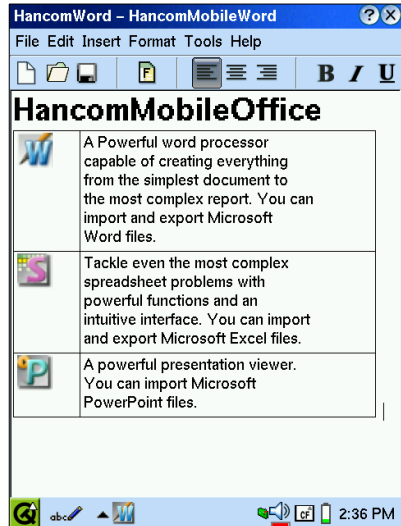 HancomWord – HancomMobileWord
File Edit Insert Format Tools Help
F
B I U
HancomMobileOffice
W
A Powerful word processor
capable of creating everything
from the simplest document to
the most complex report. You can
import and export Microsoft
Word files.
S
Tackle even the most complex
spreadsheet problems with
powerful functions and an
intuitive interface. You can import
and export Microsoft Excel files.
P
A powerful presentation viewer.
You can import Microsoft
PowerPoint files.
abc W CF 2:36 PM